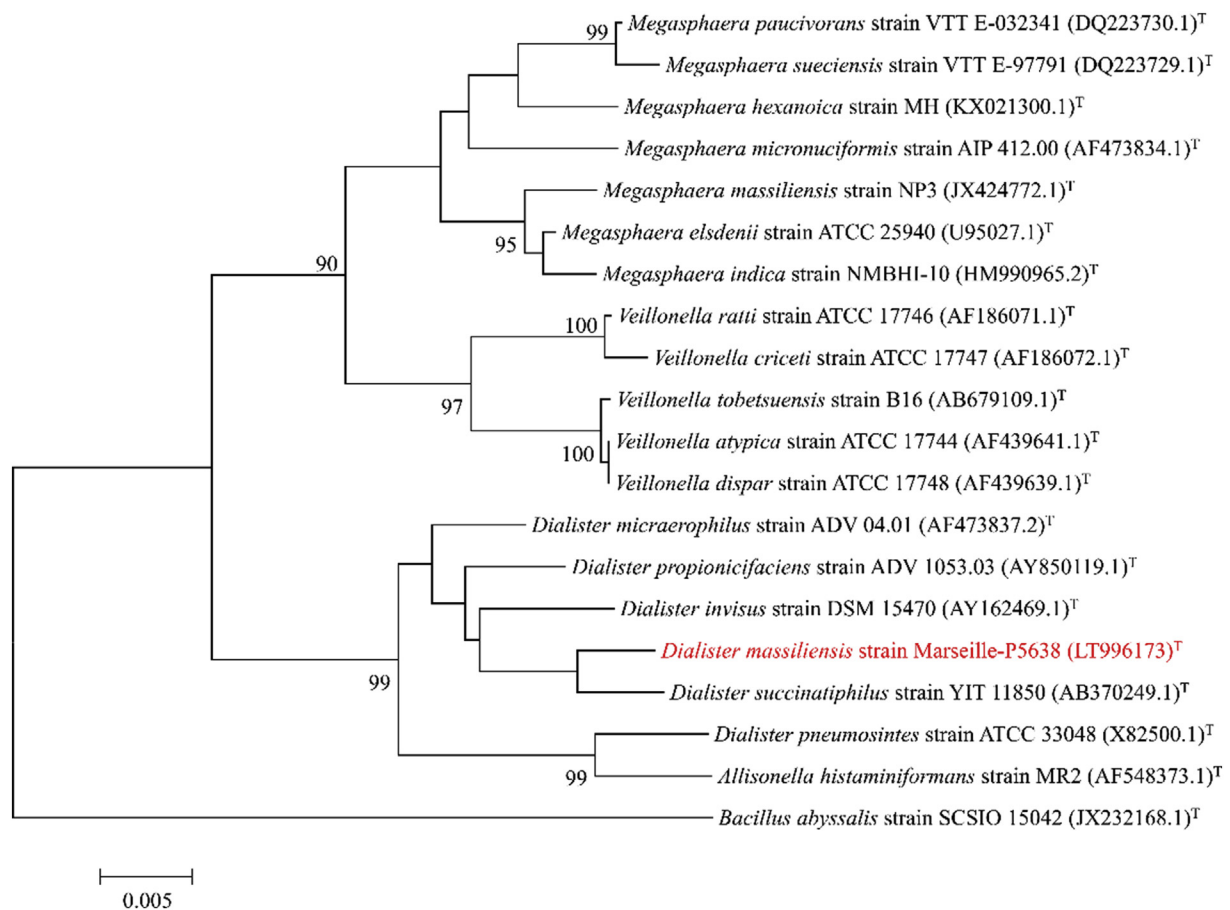 99
Megasphaera paucivorans strain VTT E-032341 (DQ223730.1)ᵀ
Megasphaera sueciensis strain VTT E-97791 (DQ223729.1)ᵀ
Megasphaera hexanoica strain MH (KX021300.1)ᵀ
Megasphaera micronuciformis strain AIP 412.00 (AF473834.1)ᵀ
Megasphaera massiliensis strain NP3 (JX424772.1)ᵀ
95
Megasphaera elsdenii strain ATCC 25940 (U95027.1)ᵀ
90
Megasphaera indica strain NMBHI-10 (HM990965.2)ᵀ
100
Veillonella ratti strain ATCC 17746 (AF186071.1)ᵀ
Veillonella criceti strain ATCC 17747 (AF186072.1)ᵀ
97
Veillonella tobetsuensis strain B16 (AB679109.1)ᵀ
Veillonella atypica strain ATCC 17744 (AF439641.1)ᵀ
100
Veillonella dispar strain ATCC 17748 (AF439639.1)ᵀ
Dialister micraerophilus strain ADV 04.01 (AF473837.2)ᵀ
Dialister propionicifaciens strain ADV 1053.03 (AY850119.1)ᵀ
Dialister invisus strain DSM 15470 (AY162469.1)ᵀ
Dialister massiliensis strain Marseille-P5638 (LT996173)ᵀ
99
Dialister succinatiphilus strain YIT 11850 (AB370249.1)ᵀ
Dialister pneumosintes strain ATCC 33048 (X82500.1)ᵀ
99
Allisonella histaminiformans strain MR2 (AF548373.1)ᵀ
Bacillus abyssalis strain SCSIO 15042 (JX232168.1)ᵀ
0.005